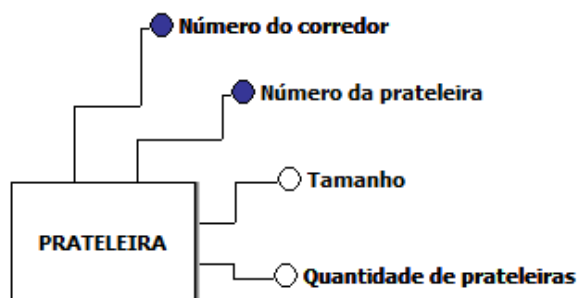 Número do corredor
Número da prateleira
Tamanho
PRATELEIRA
Quantidade de prateleiras